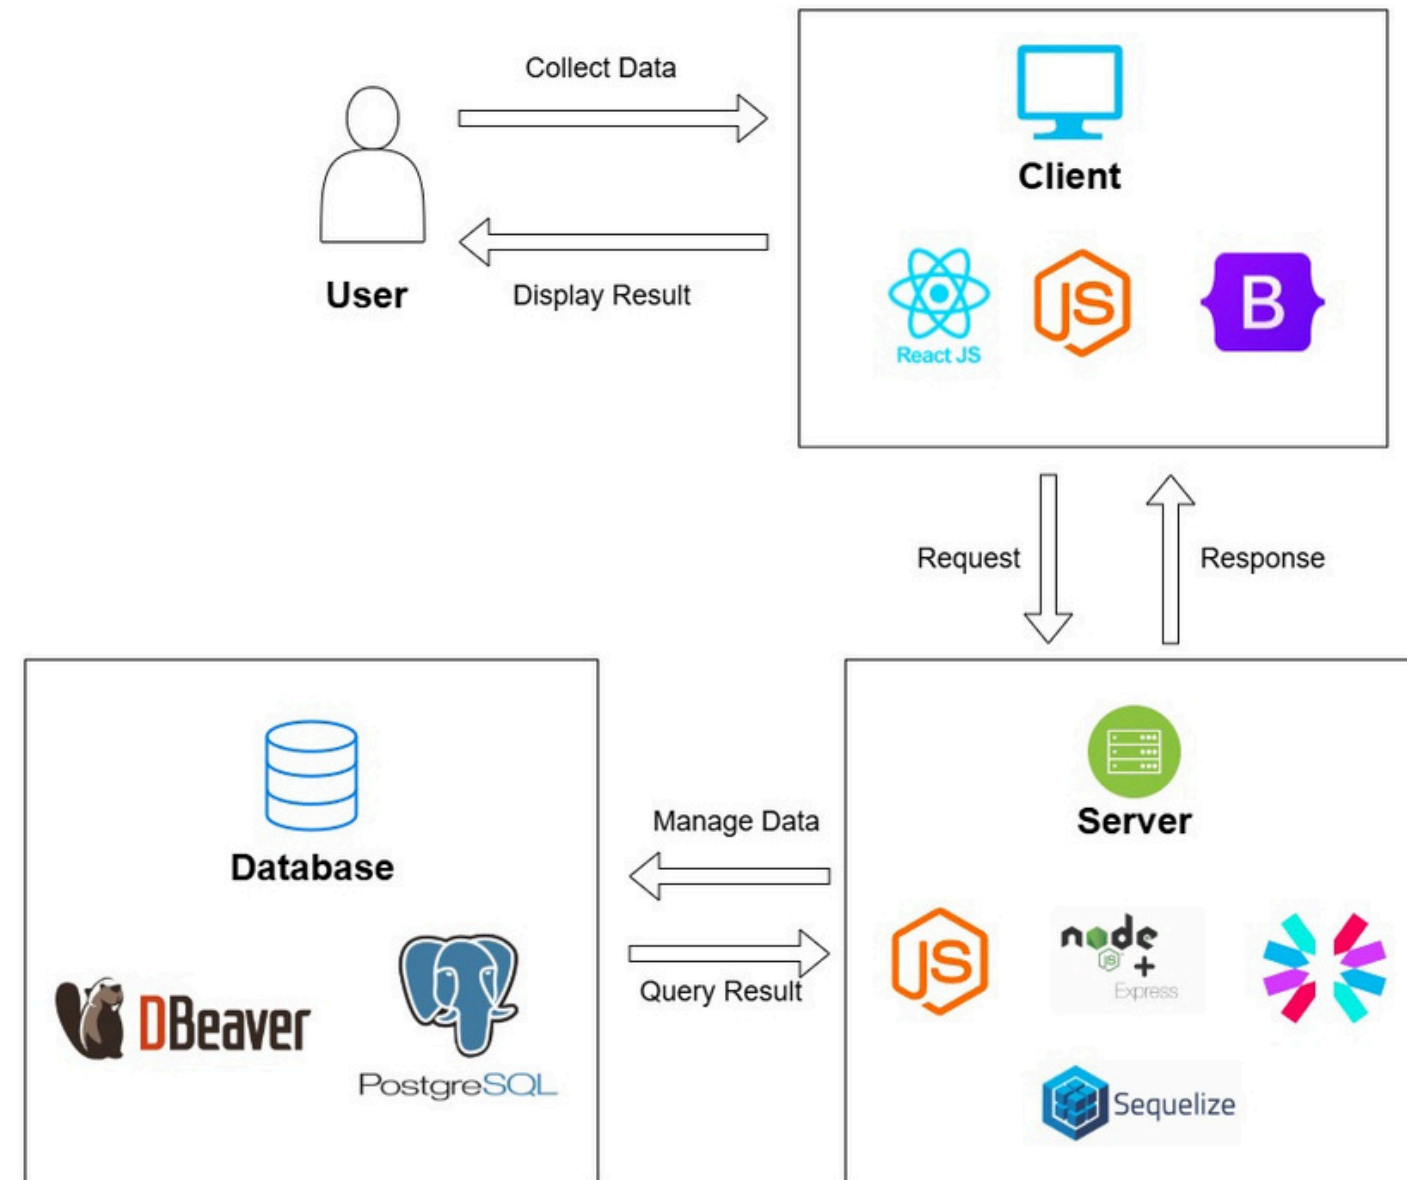 Collect Data
Client
User
Display Result
React JS
JS
B
Request
Response
Database
Manage Data
Server
Query Result
DBeaver
PostgreSQL
JS
node
JS
+
Express
Sequelize